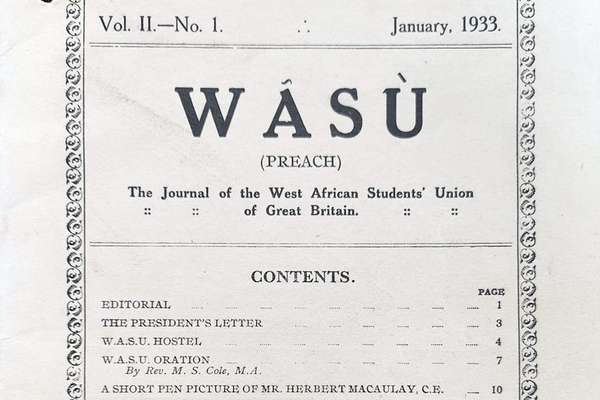 Vol. II.—No. 1. .·. January, 1933.
WÃSÙ
(PREACH)
The Journal of the West African Students' Union
:: :: of Great Britain. :: ::
CONTENTS.
PAGE
EDITORIAL .... .... .... .... .... .... .... 1
THE PRESIDENT'S LETTER .... .... .... .... .... 3
W.A.S.U. HOSTEL .... .... .... .... .... .... 4
W.A.S.U. ORATION .... .... .... .... .... .... 7
By Rev. M. S. Cole, M.A.
A SHORT PEN PICTURE OF MR. HERBERT MACAULAY, C.E. .... 10